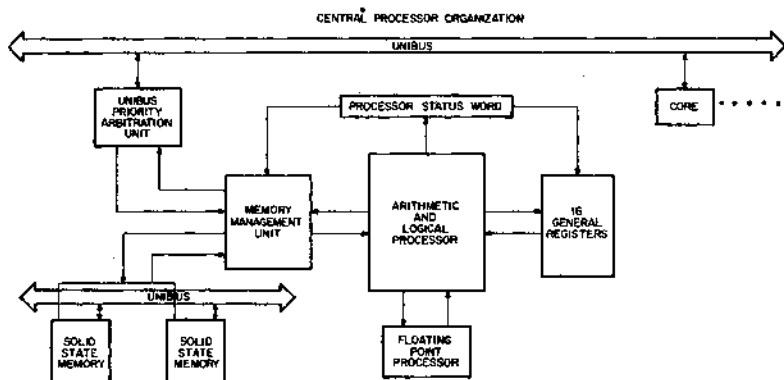 CENTRAL PROCESSOR ORGANIZATION
UNIBUS
UNIBUS
PRIORITY
ARBITRATION
UNIT
PROCESSOR STATUS WORD
CORE
MEMORY
MANAGEMENT
UNIT
ARITHMETIC
AND
LOGICAL
PROCESSOR
16
GENERAL
REGISTERS
UNIBUS
SOLID
STATE
MEMORY
SOLID
STATE
MEMORY
FLOATING
POINT
PROCESSOR